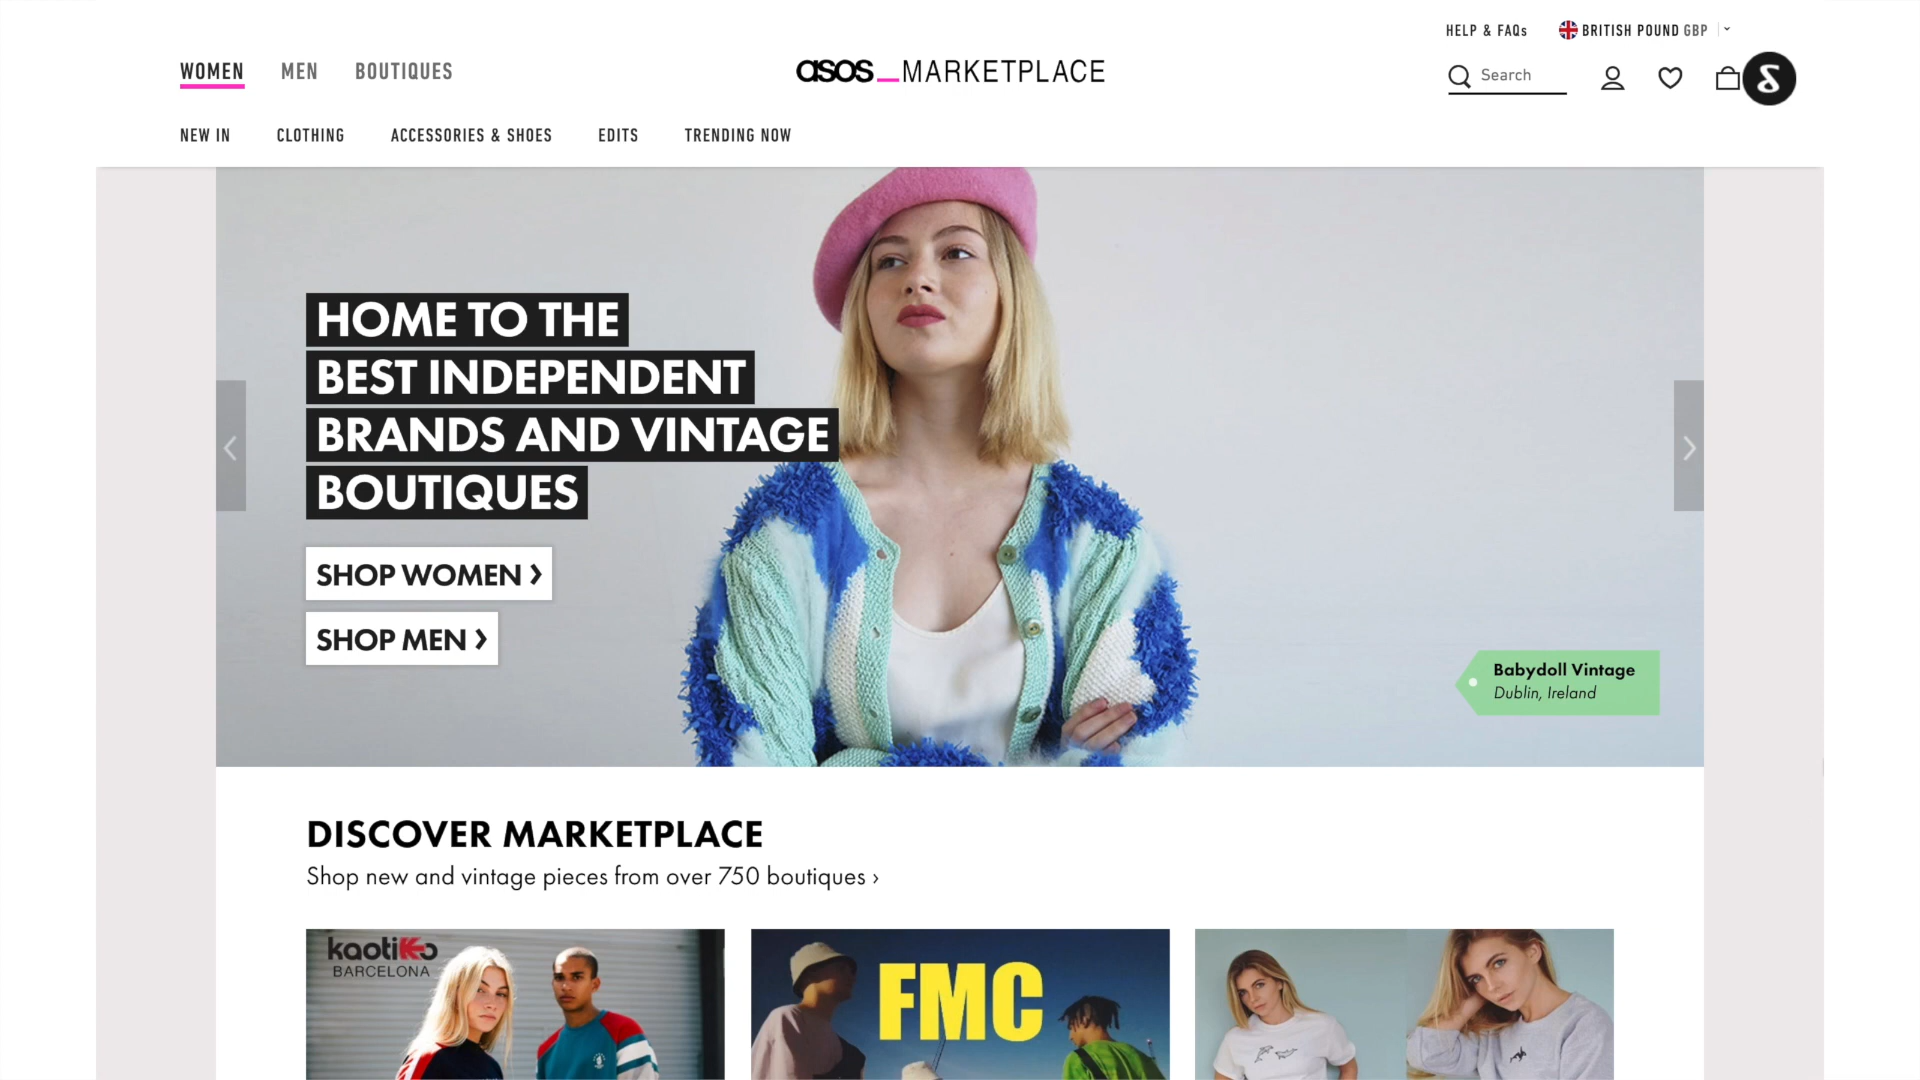 HELP & FAQs
BRITISH POUND GBP
WOMEN
MEN
BOUTIQUES
asos_MARKETPLACE
Search
NEW IN
CLOTHING
ACCESSORIES & SHOES
EDITS
TRENDING NOW
HOME TO THE
BEST INDEPENDENT
BRANDS AND VINTAGE
BOUTIQUES
SHOP WOMEN ›
SHOP MEN ›
Babydoll Vintage
Dublin, Ireland
DISCOVER MARKETPLACE
Shop new and vintage pieces from over 750 boutiques ›
kaotiko
BARCELONA
FMC